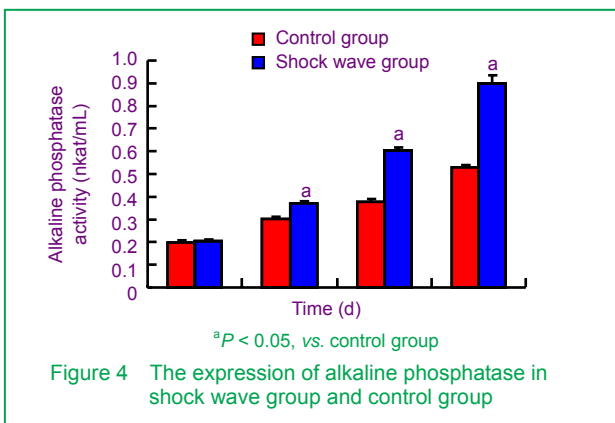 Control group
Shock wave group
Alkaline phosphatase
activity (nkat/mL)
1.0
0.9
0.8
0.7
0.6
0.5
0.4
0.3
0.2
0.1
0
a
a
a
Time (d)
ᵃP < 0.05, vs. control group
Figure 4 The expression of alkaline phosphatase in
shock wave group and control group